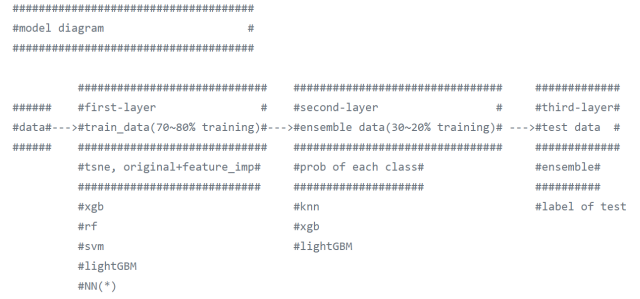 #####################################
#model diagram                      #
#####################################
          #############################   ################################   #############
######    #first-layer                #   #second-layer                  #   #third-layer#
#data#--->#train_data(70~80% training)#--->#ensemble data(30~20% training)# --->#test data  #
######    #############################   ################################   #############
          #tsne, original+feature_imp#    #prob of each class#               #ensemble#
          ############################    ####################               ##########
          #xgb                            #knn                               #label of test
          #rf                             #xgb
          #svm                            #lightGBM
          #lightGBM
          #NN(*)